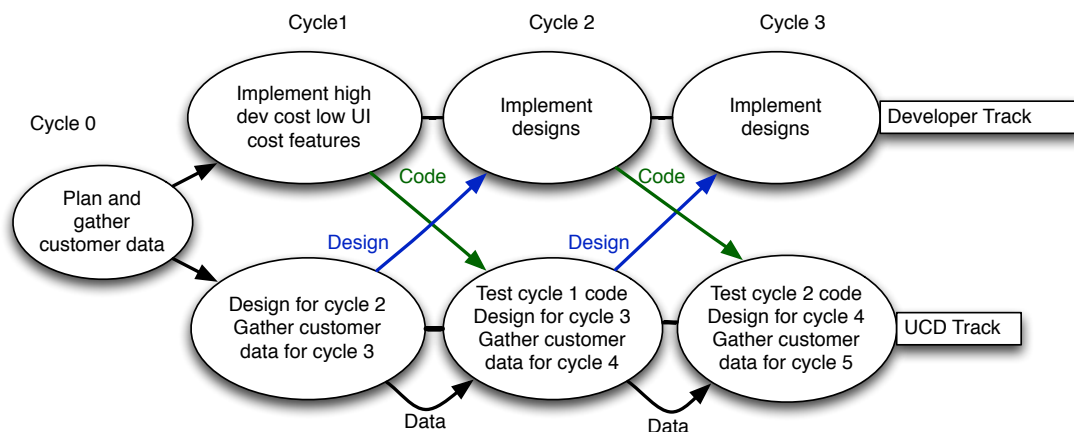 Cycle1
Cycle 2
Cycle 3
Cycle 0
Implement high
dev cost low UI
cost features
Implement
designs
Implement
designs
Developer Track
Plan and
gather
customer data
Code
Code
Design
Design
Design for cycle 2
Gather customer
data for cycle 3
Test cycle 1 code
Design for cycle 3
Gather customer
data for cycle 4
Test cycle 2 code
Design for cycle 4
Gather customer
data for cycle 5
UCD Track
Data
Data